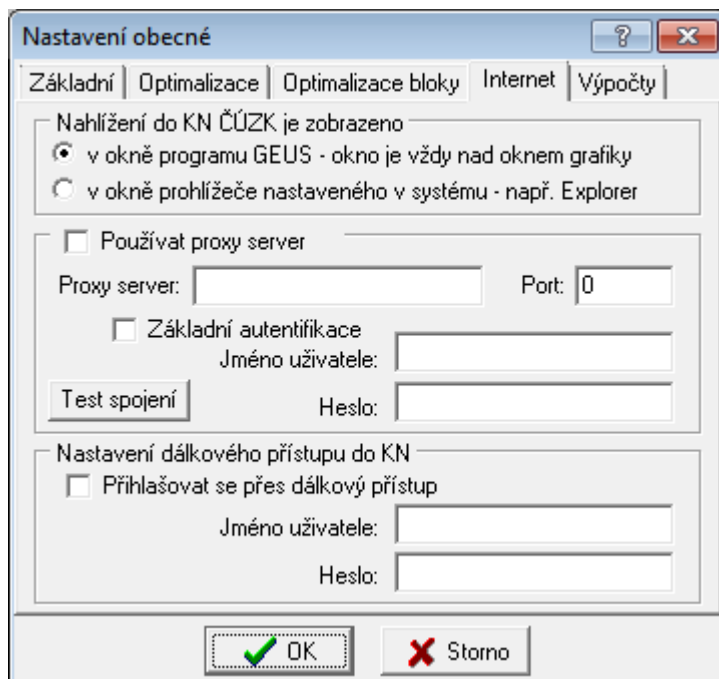 Nastavení obecné
Základní Optimalizace Optimalizace bloky Internet Výpočty
Nahlížení do KN ČÚZK je zobrazeno
v okně programu GEUS - okno je vždy nad oknem grafiky
v okně prohlížeče nastaveného v systému - např. Explorer
Používat proxy server
Proxy server: Port: 0
Základní autentifikace
Jméno uživatele:
Test spojení Heslo:
Nastavení dálkového přístupu do KN
Přihlašovat se přes dálkový přístup
Jméno uživatele:
Heslo:
OK Storno